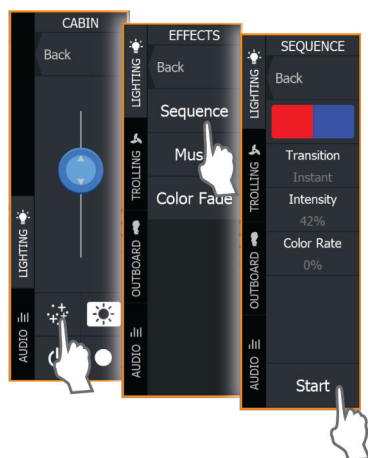 CABIN
Back
LIGHTING
AUDIO
EFFECTS
Back
Sequence
Mus
Color Fade
LIGHTING
TROLLING
OUTBOARD
AUDIO
SEQUENCE
Back
Transition
Instant
Intensity
42%
Color Rate
0%
Start
LIGHTING
TROLLING
OUTBOARD
AUDIO